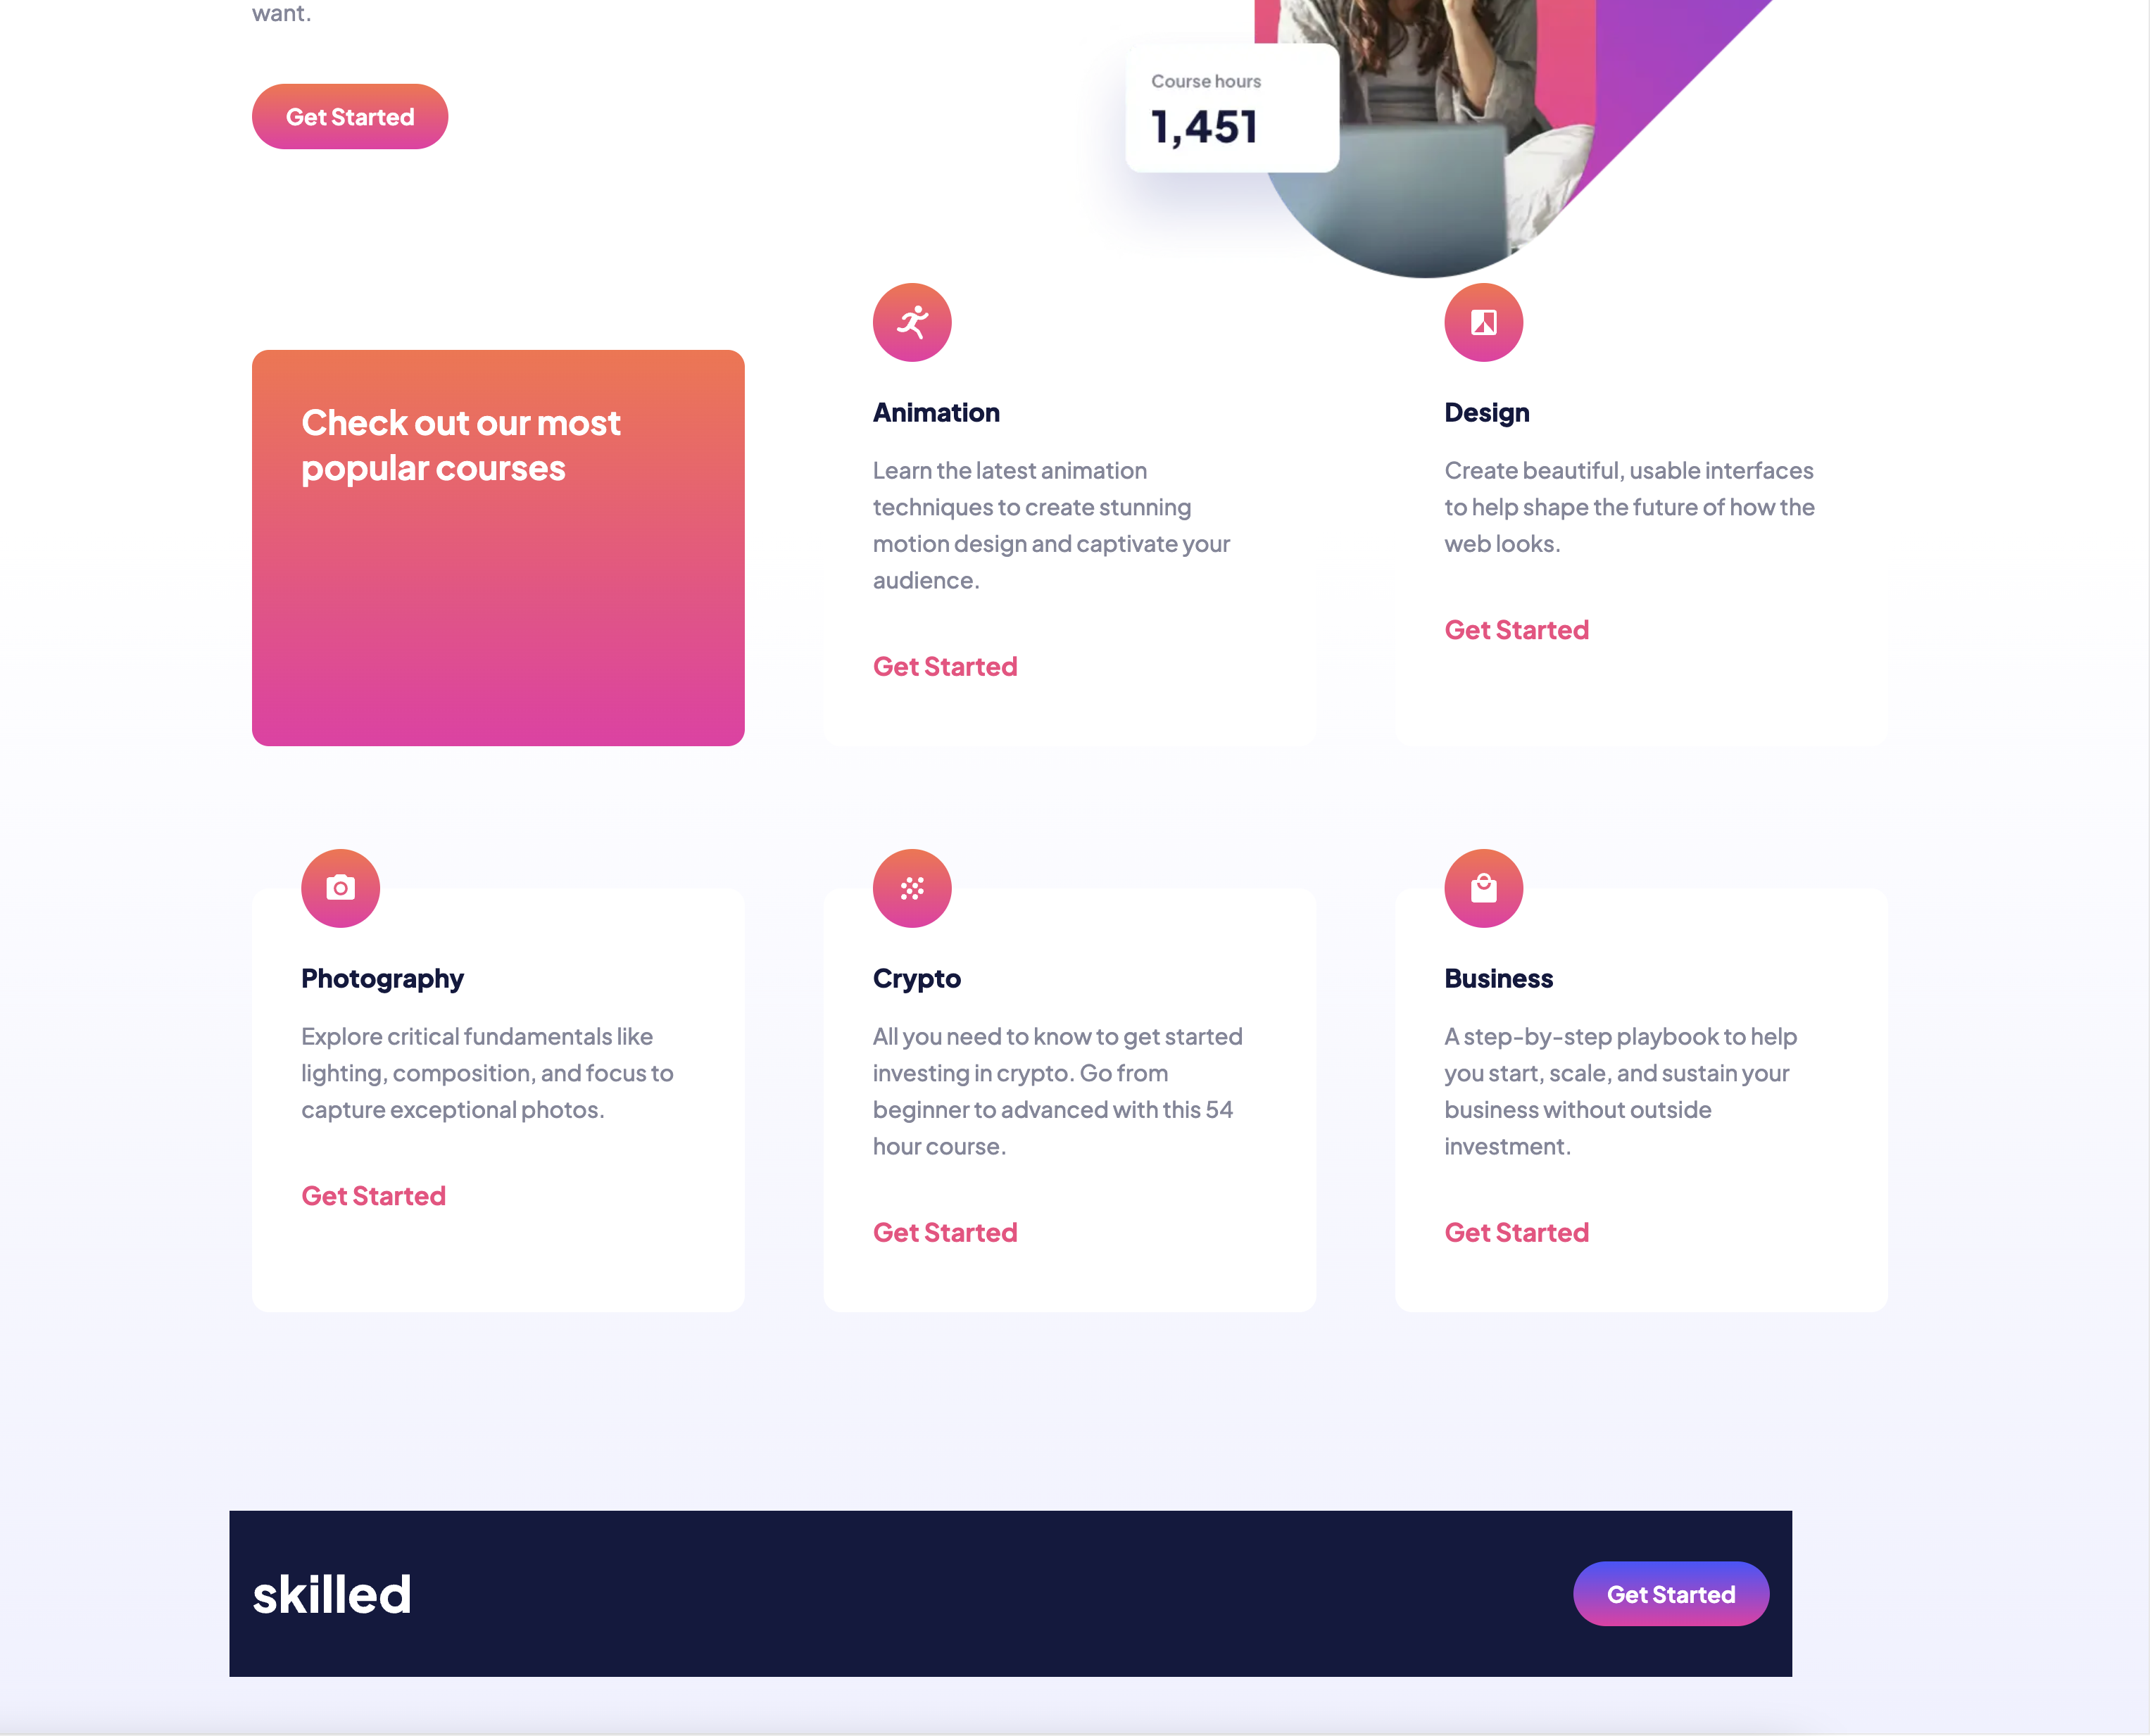 want.
Get Started
Course hours
1,451
Check out our most
popular courses
Animation
Learn the latest animation
techniques to create stunning
motion design and captivate your
audience.
Get Started
Design
Create beautiful, usable interfaces
to help shape the future of how the
web looks.
Get Started
Photography
Explore critical fundamentals like
lighting, composition, and focus to
capture exceptional photos.
Get Started
Crypto
All you need to know to get started
investing in crypto. Go from
beginner to advanced with this 54
hour course.
Get Started
Business
A step-by-step playbook to help
you start, scale, and sustain your
business without outside
investment.
Get Started
skilled
Get Started